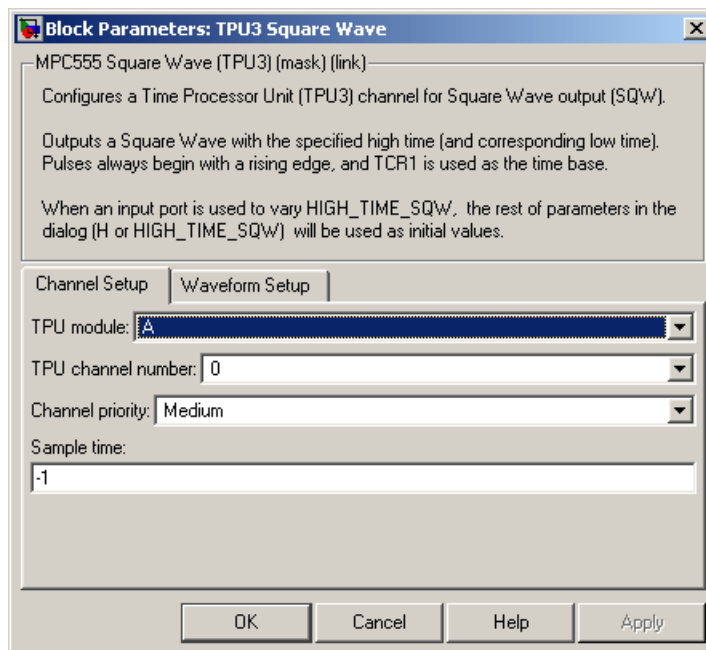 Block Parameters: TPU3 Square Wave
MPC555 Square Wave (TPU3) (mask) (link)
Configures a Time Processor Unit (TPU3) channel for Square Wave output (SQW).
Outputs a Square Wave with the specified high time (and corresponding low time).
Pulses always begin with a rising edge, and TCR1 is used as the time base.
When an input port is used to vary HIGH_TIME_SQW, the rest of parameters in the
dialog (H or HIGH_TIME_SQW) will be used as initial values.
Channel Setup Waveform Setup
TPU module: A
TPU channel number: 0
Channel priority: Medium
Sample time:
-1
OK Cancel Help Apply